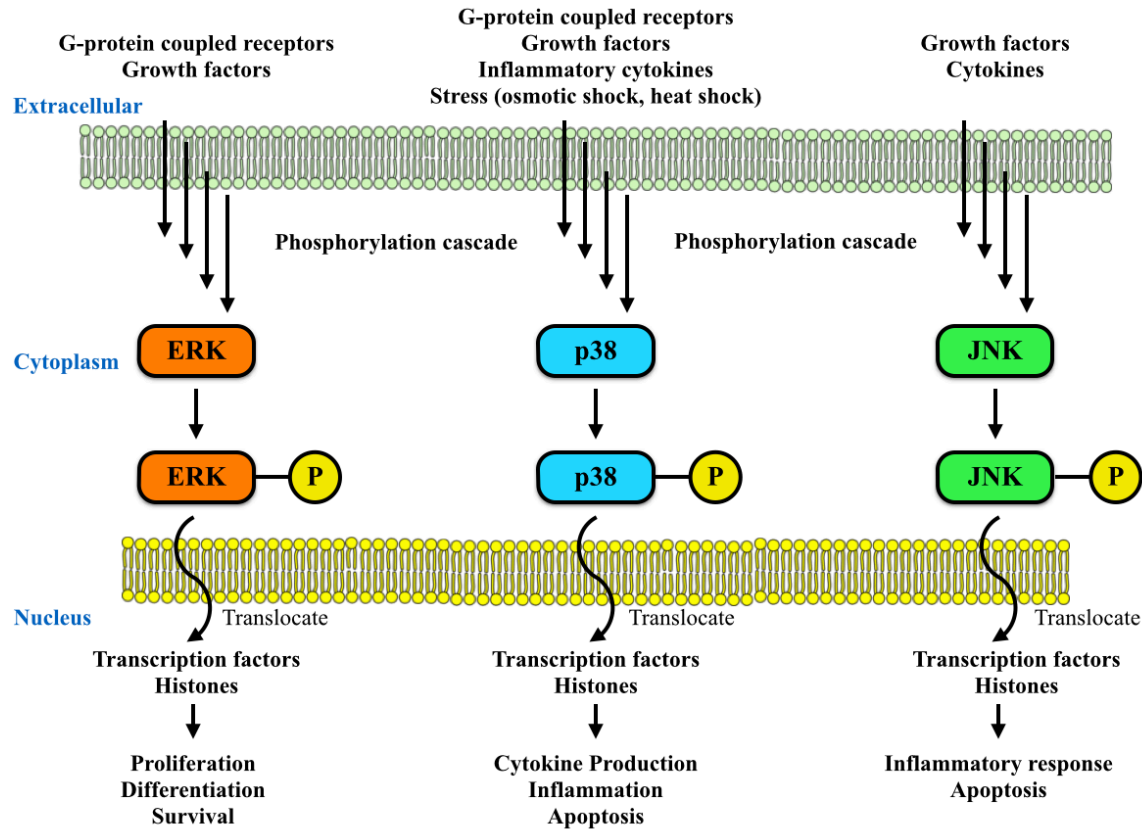 G-protein coupled receptors
Growth factors
G-protein coupled receptors
Growth factors
Inflammatory cytokines
Stress (osmotic shock, heat shock)
Growth factors
Cytokines
Extracellular
Phosphorylation cascade
Phosphorylation cascade
Cytoplasm
ERK
p38
JNK
ERK
P
p38
P
JNK
P
Nucleus
Translocate
Translocate
Translocate
Transcription factors
Histones
Transcription factors
Histones
Transcription factors
Histones
Proliferation
Differentiation
Survival
Cytokine Production
Inflammation
Apoptosis
Inflammatory response
Apoptosis